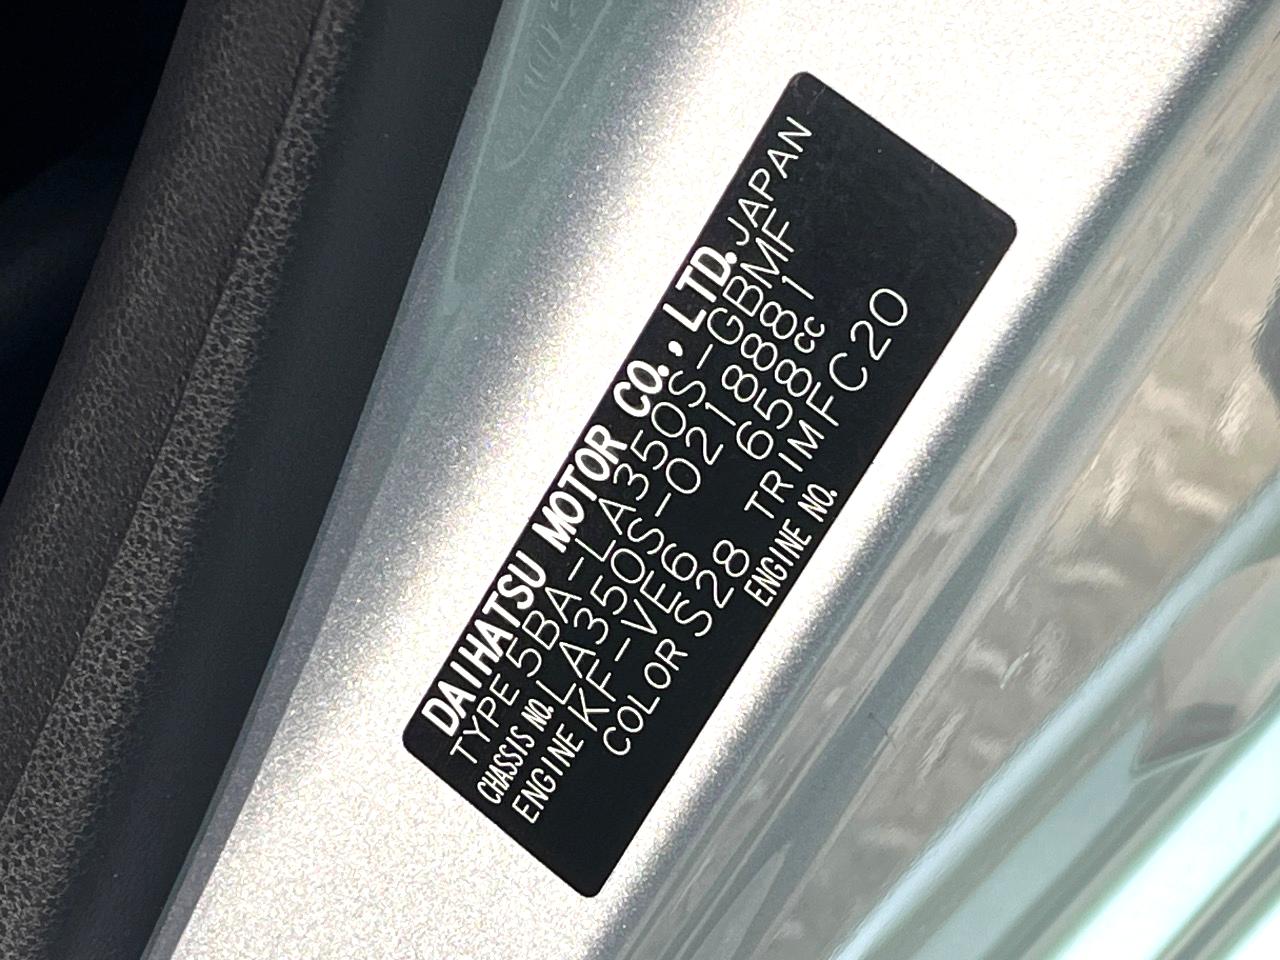 DAIHATSU MOTOR CO., LTD. JAPAN
TYPE 5BA-LA350S-GBMF
CHASSIS NO. LA350S-0218881
ENGINE KF-VE6 658cc
COLOR S28 TRIM FC20
ENGINE NO.